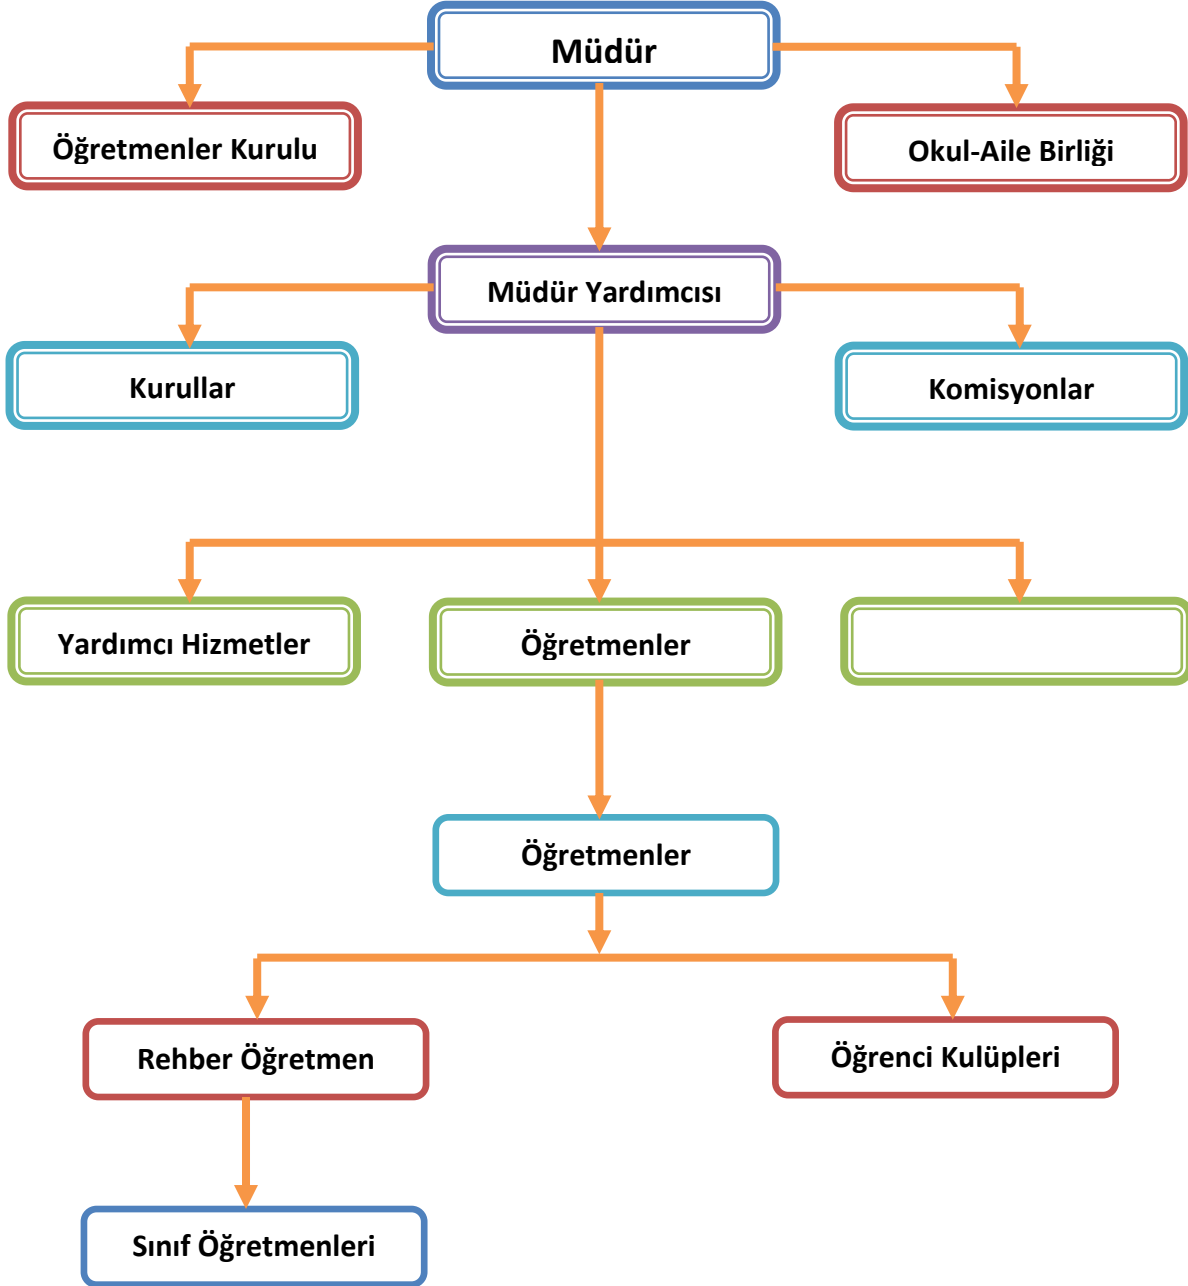 Müdür
Öğretmenler Kurulu
Okul-Aile Birliği
Müdür Yardımcısı
Kurullar
Komisyonlar
Yardımcı Hizmetler
Öğretmenler
Öğretmenler
Rehber Öğretmen
Öğrenci Kulüpleri
Sınıf Öğretmenleri